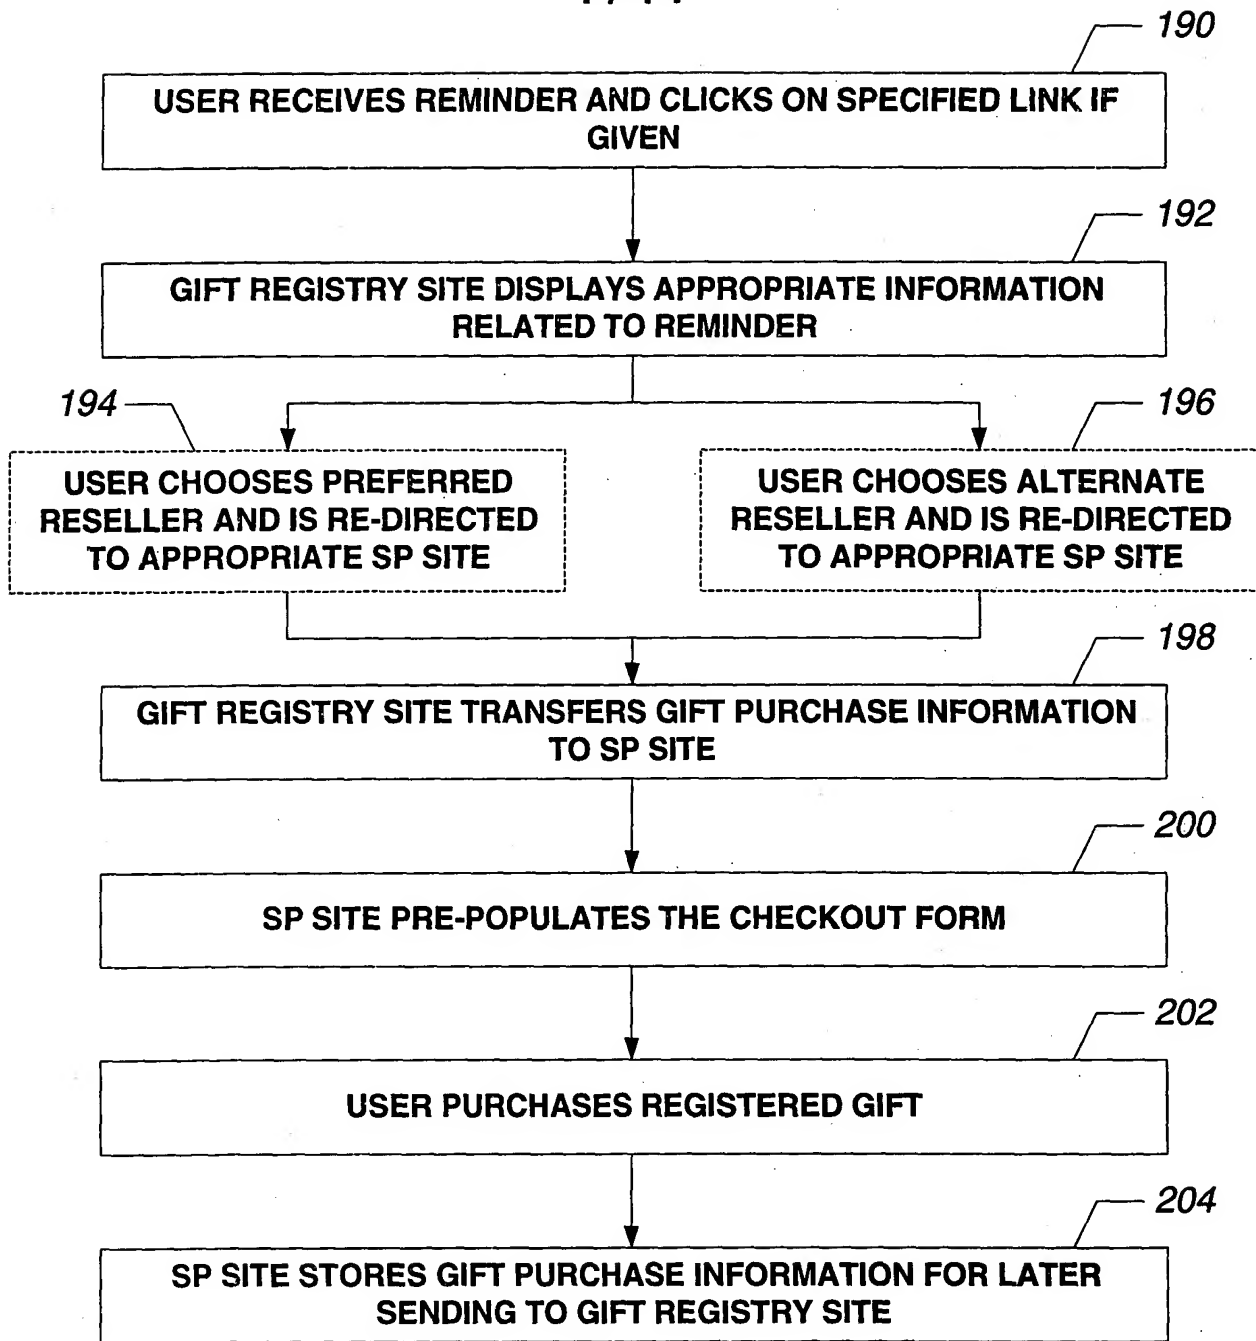 190
USER RECEIVES REMINDER AND CLICKS ON SPECIFIED LINK IF
GIVEN
192
GIFT REGISTRY SITE DISPLAYS APPROPRIATE INFORMATION
RELATED TO REMINDER
194
USER CHOOSES PREFERRED
RESELLER AND IS RE-DIRECTED
TO APPROPRIATE SP SITE
196
USER CHOOSES ALTERNATE
RESELLER AND IS RE-DIRECTED
TO APPROPRIATE SP SITE
198
GIFT REGISTRY SITE TRANSFERS GIFT PURCHASE INFORMATION
TO SP SITE
200
SP SITE PRE-POPULATES THE CHECKOUT FORM
202
USER PURCHASES REGISTERED GIFT
204
SP SITE STORES GIFT PURCHASE INFORMATION FOR LATER
SENDING TO GIFT REGISTRY SITE